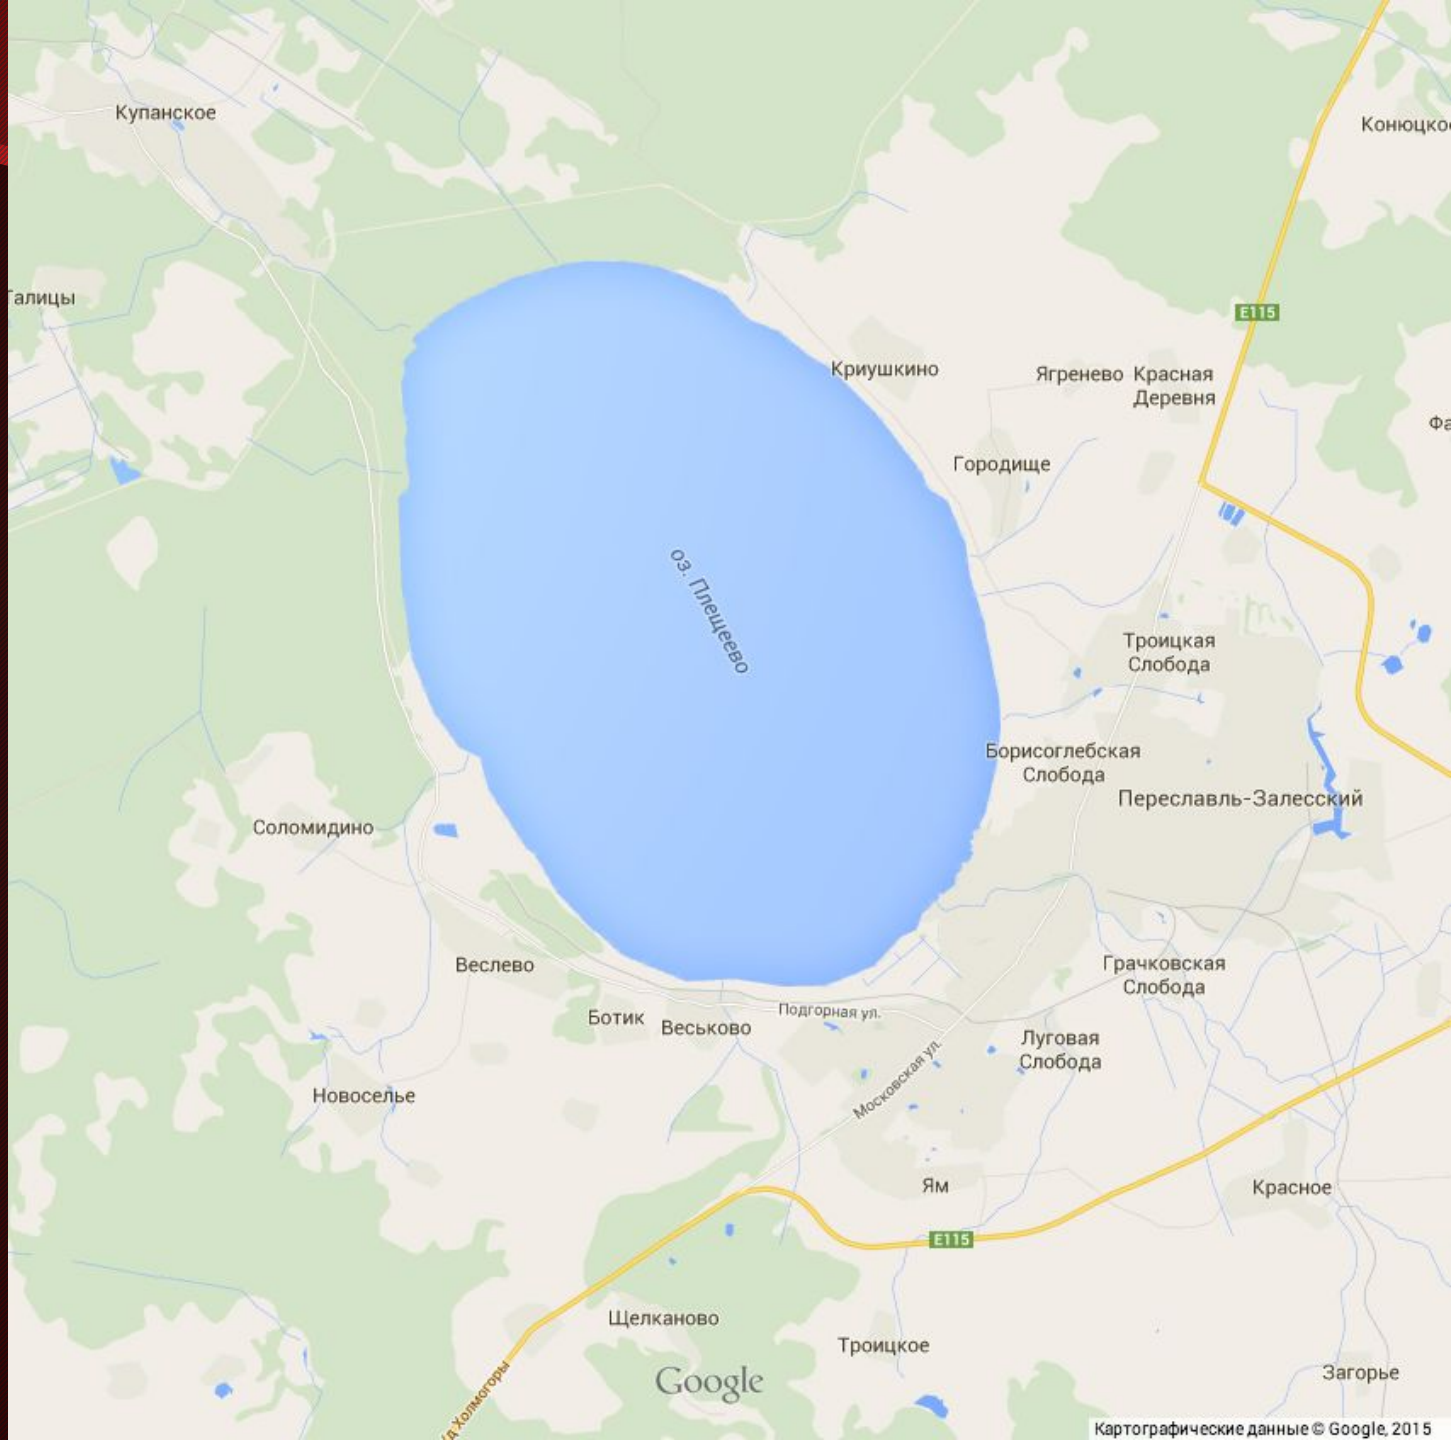 Купанское
Конюцко
Галицы
E115
Криушкино
Ягренево
Красная
Деревня
Фа
Городище
оз. Плещеево
Троицкая
Слобода
Борисоглебская
Слобода
Переславль-Залесский
Соломидино
Веслево
Грачковская
Слобода
Ботик
Веськово
Подгорная ул.
Луговая
Слобода
Московская ул.
Новоселье
Ям
Красное
E115
Щелканово
Троицкое
Загорье
Google
/д Холмогоры
Картографические данные © Google, 2015